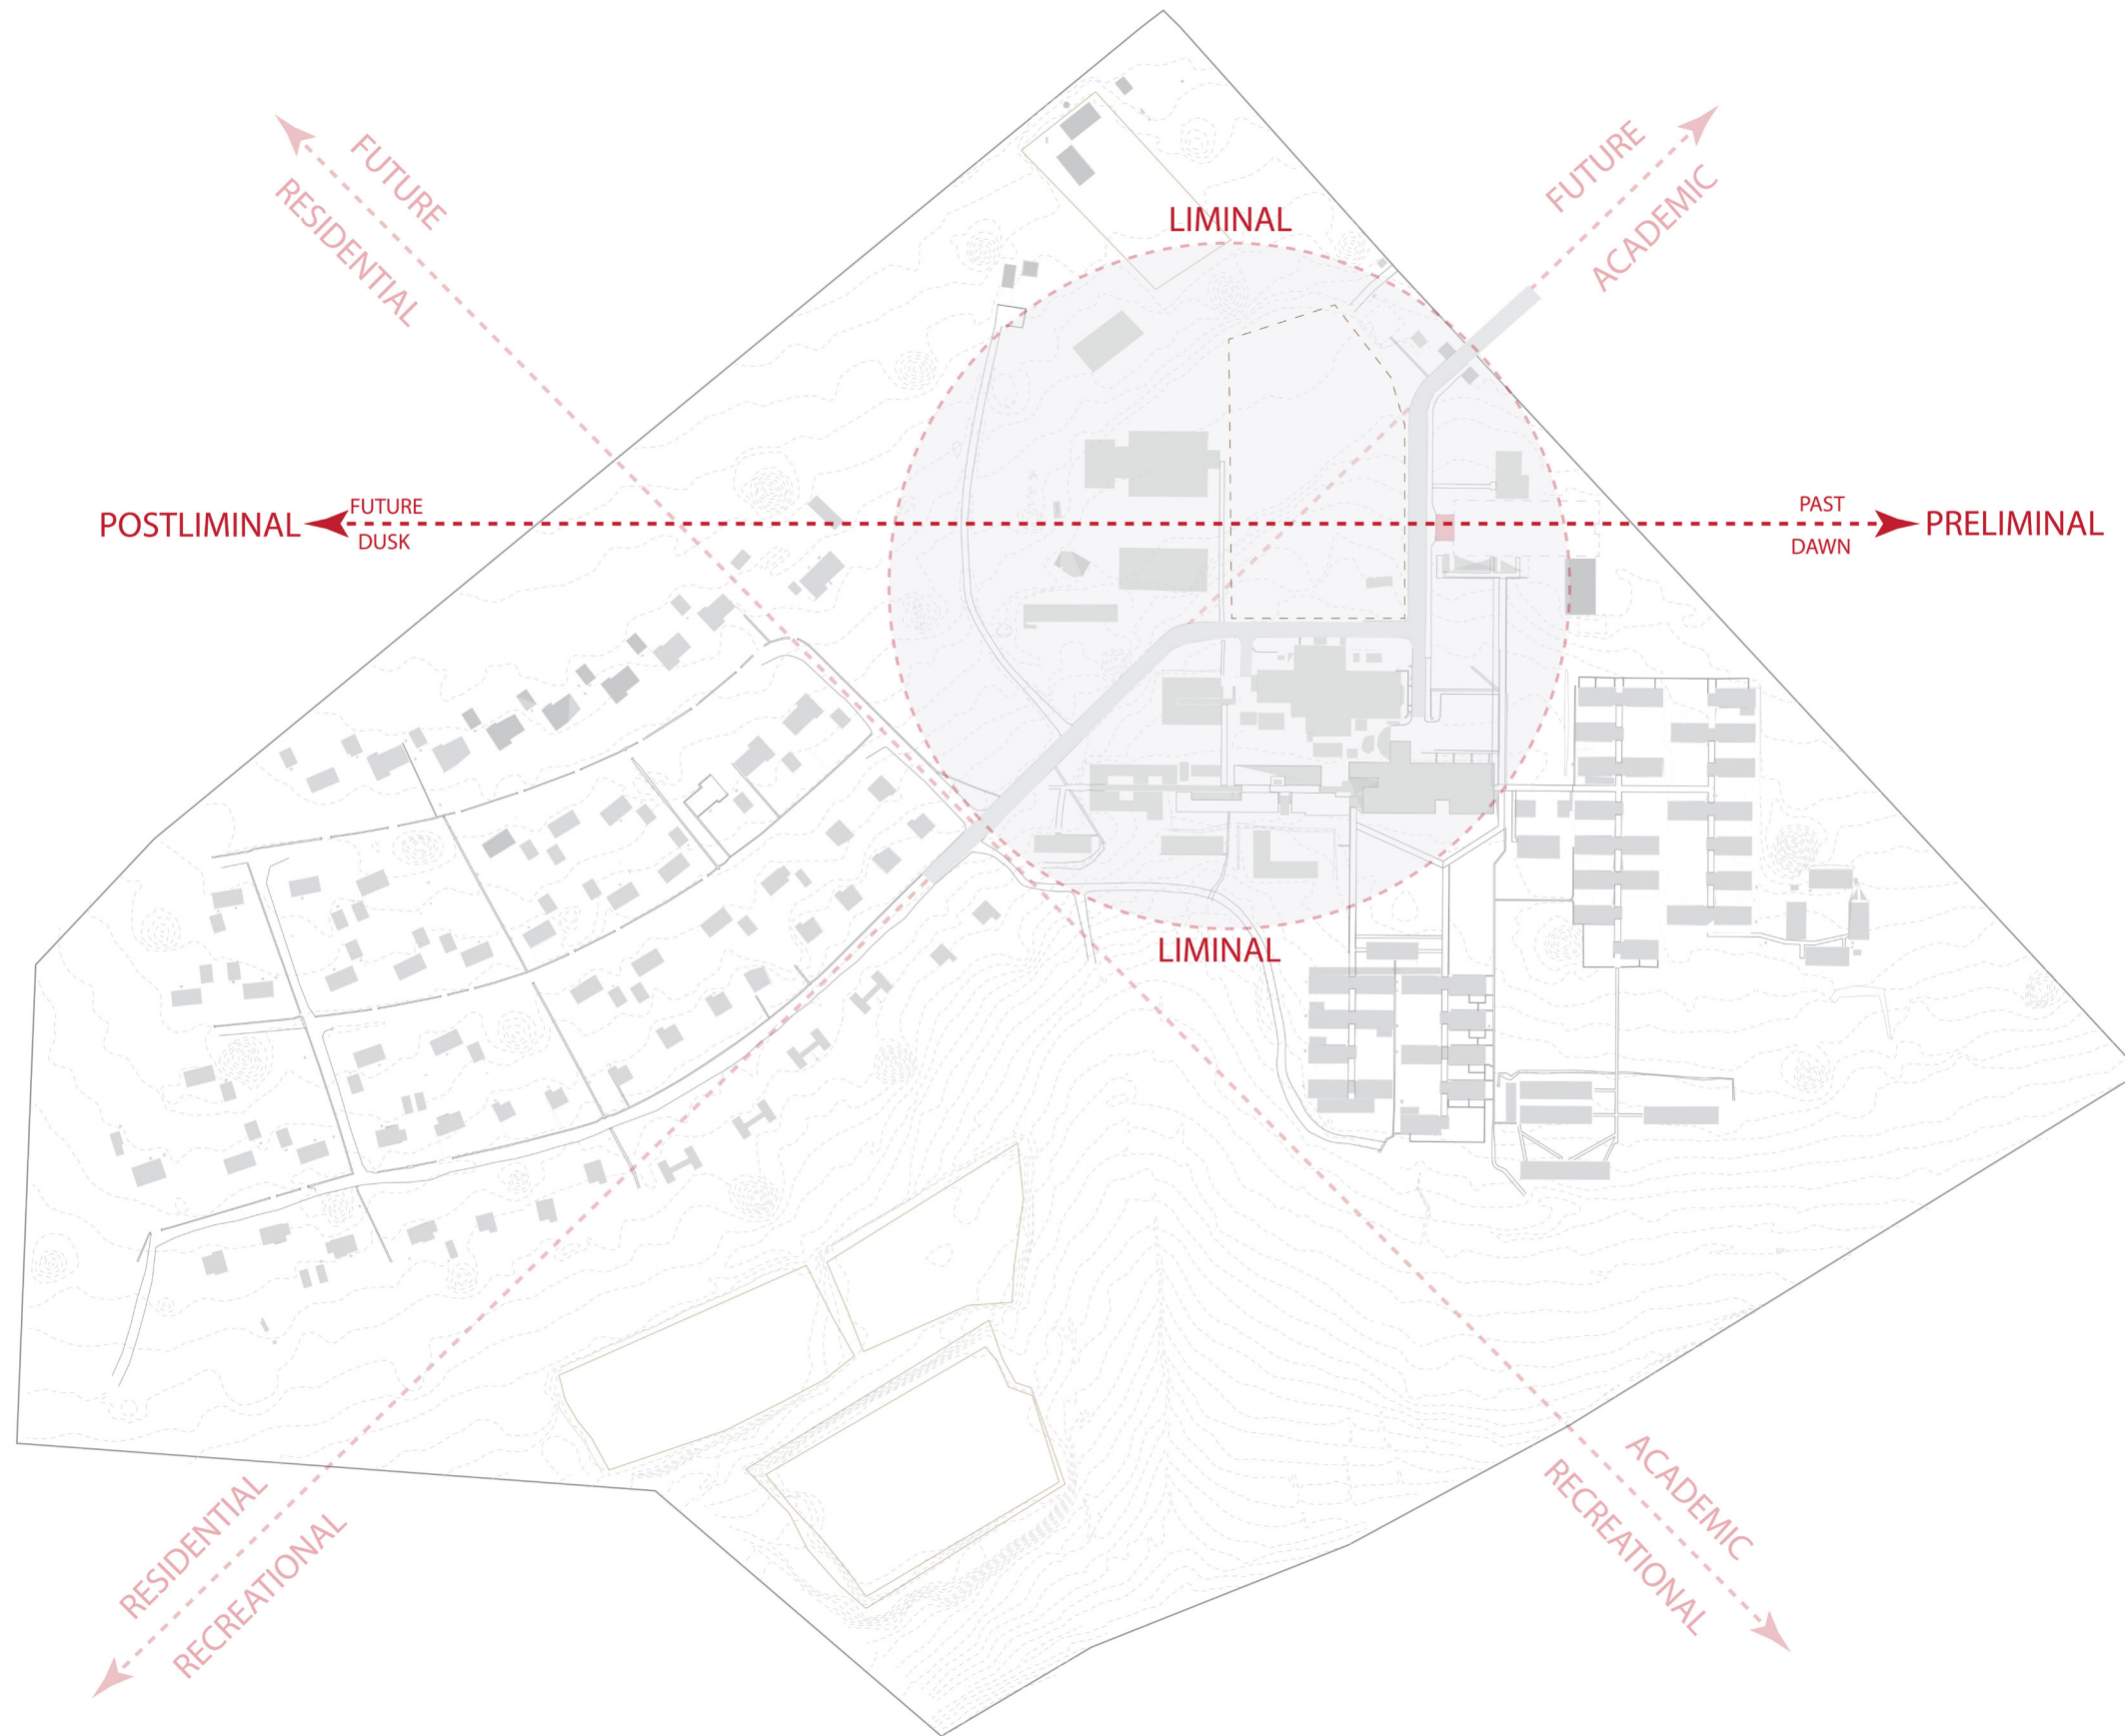 FUTURE
RESIDENTIAL
FUTURE
ACADEMIC
LIMINAL
POSTLIMINAL
FUTURE
DUSK
PAST
DAWN
PRELIMINAL
LIMINAL
RESIDENTIAL
RECREATIONAL
ACADEMIC
RECREATIONAL